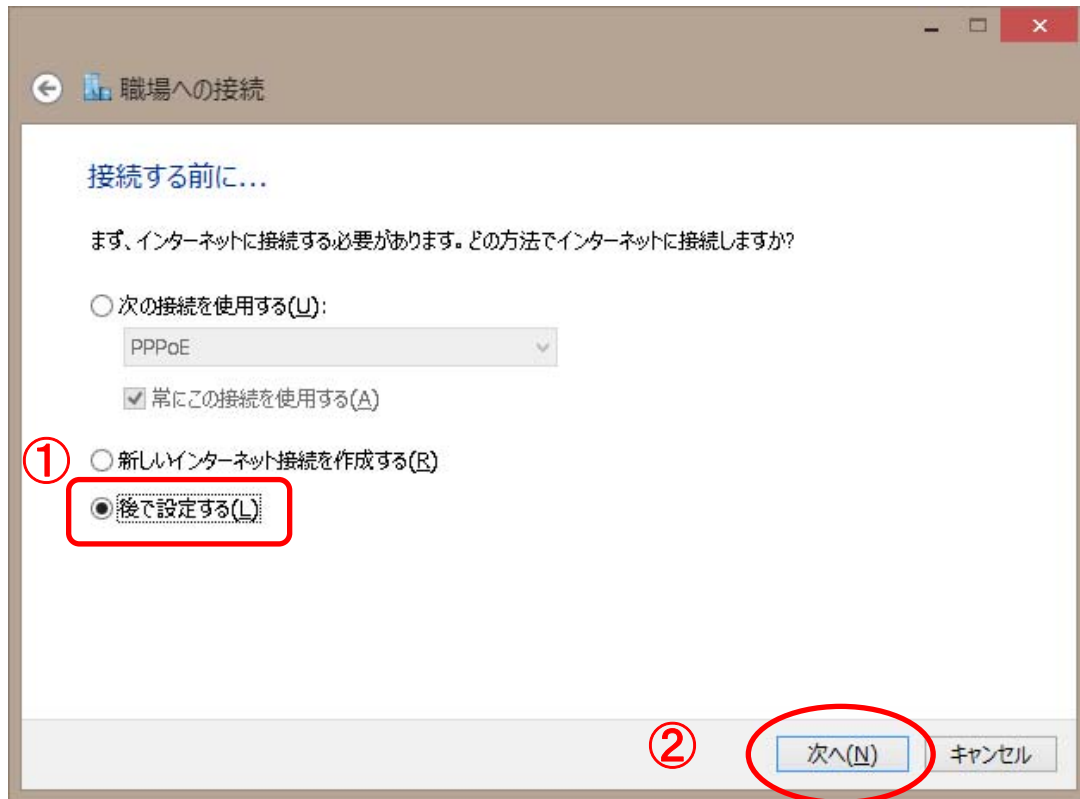 職場への接続
接続する前に...
まず、インターネットに接続する必要があります。どの方法でインターネットに接続しますか?
次の接続を使用する(U):
PPPoE
常にこの接続を使用する(A)
①
新しいインターネット接続を作成する(R)
後で設定する(L)
②
次へ(N)
キャンセル